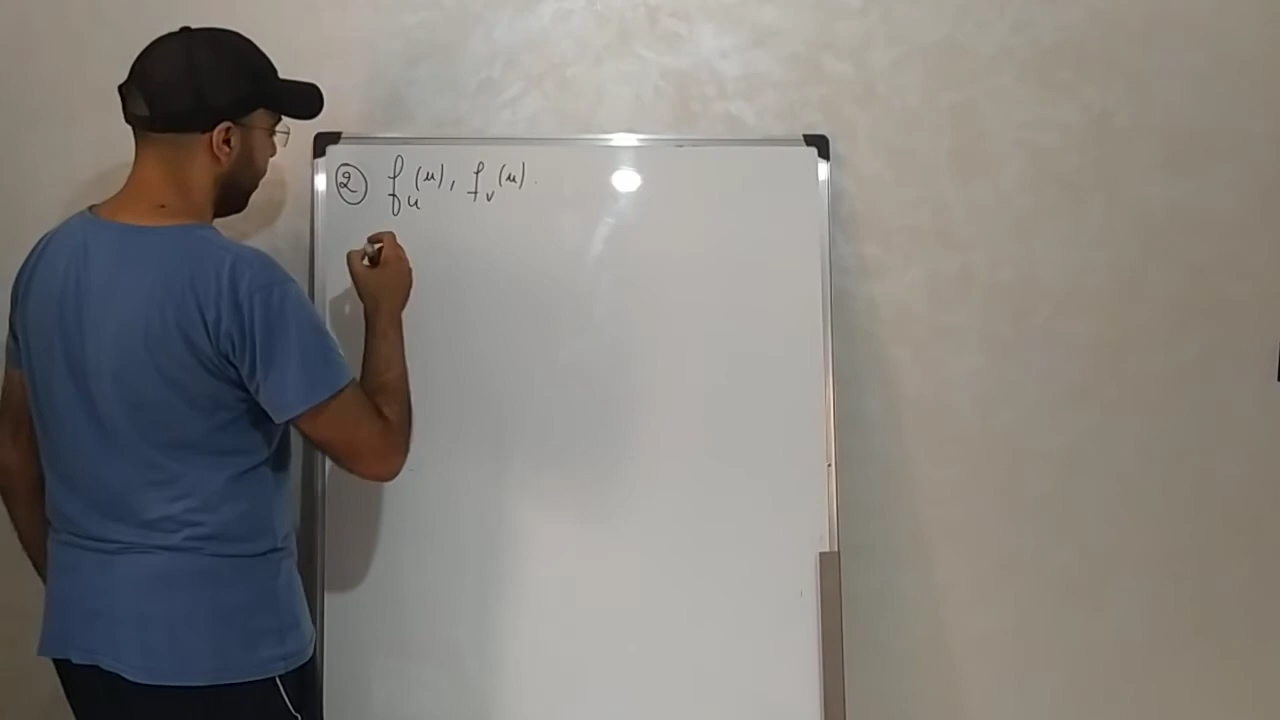 ② f_u(u), f_v(u).